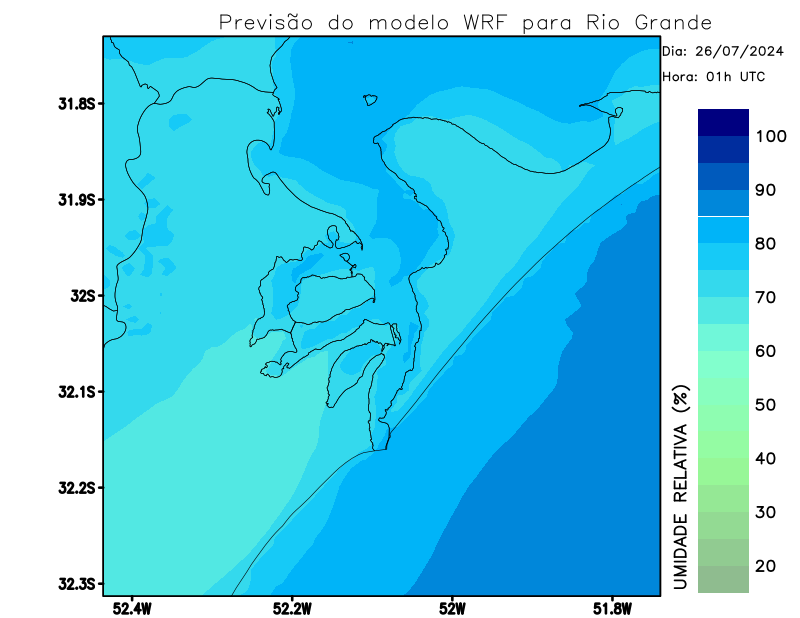 Previsão do modelo WRF para Rio Grande
Dia: 26/07/2024
Hora: 01h UTC
31.8S
31.9S
32S
32.1S
32.2S
32.3S
52.4W
52.2W
52W
51.8W
100
90
80
70
60
50
40
30
20
UMIDADE RELATIVA (%)